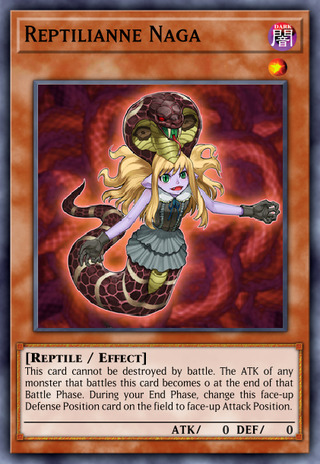 Reptilianne Naga
DARK
闇
[Reptile / Effect]
This card cannot be destroyed by battle. The ATK of any
monster that battles this card becomes 0 at the end of that
Battle Phase. During your End Phase, change this face-up
Defense Position card on the field to face-up Attack Position.
ATK/ 0 DEF/ 0